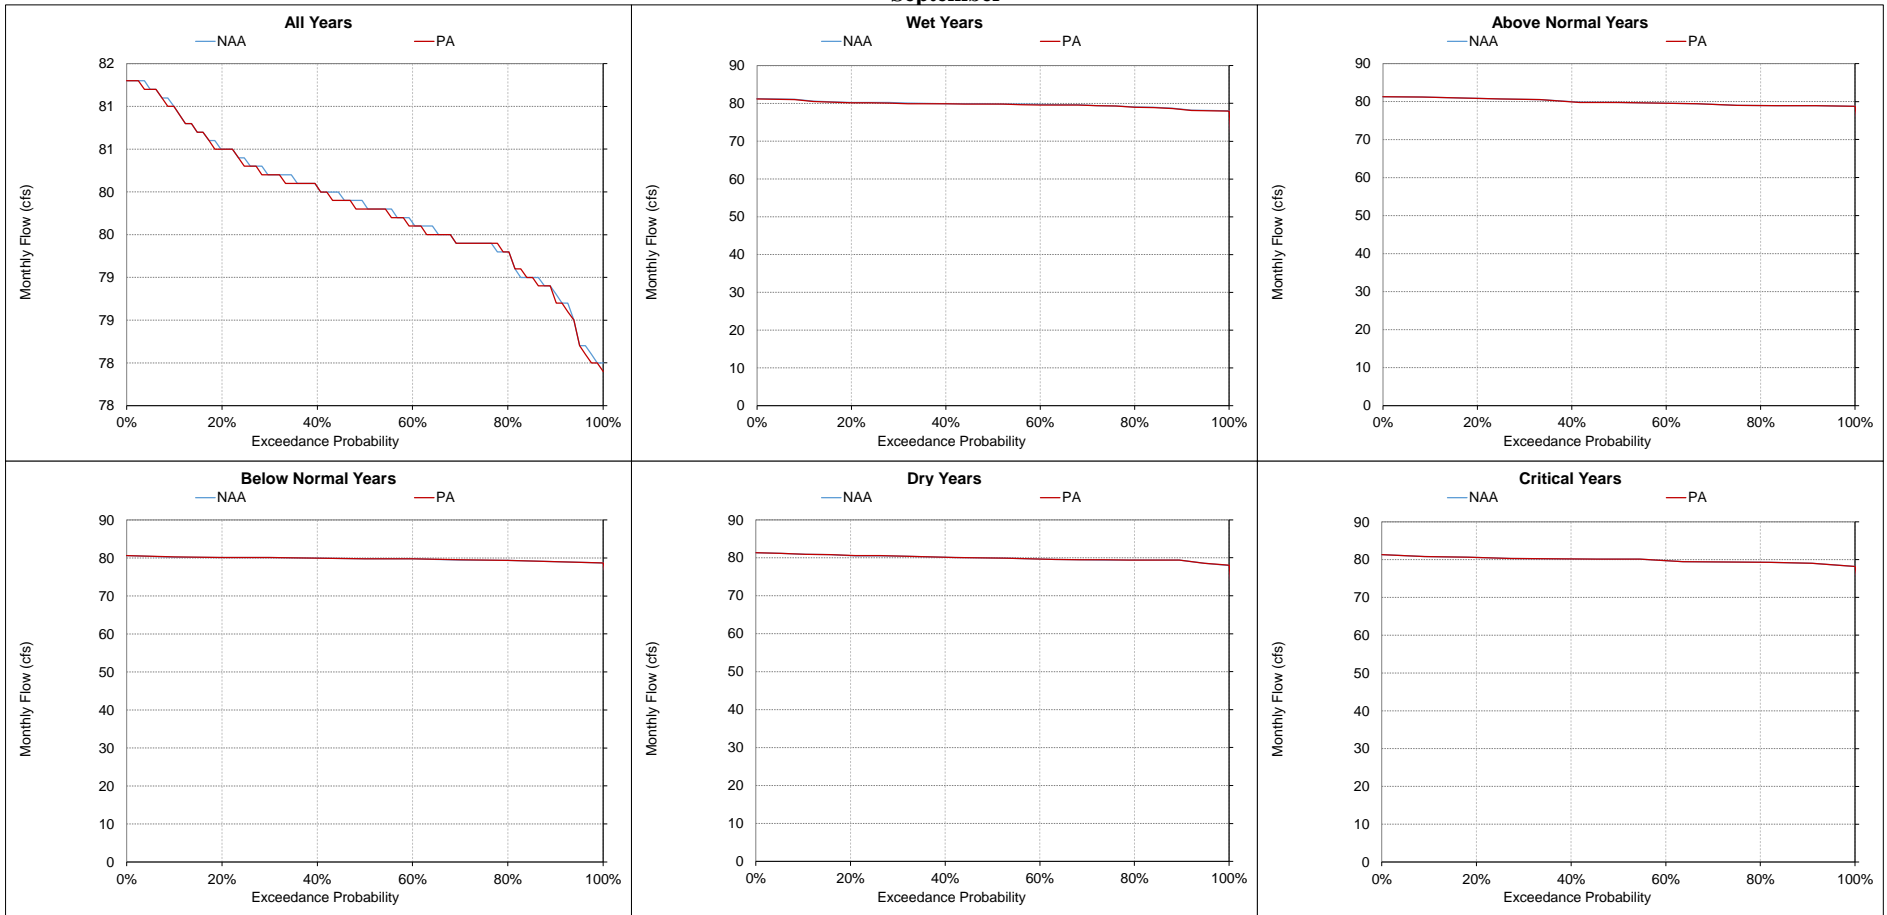 September
All Years
NAA PA
Monthly Flow (cfs)
82
81
81
80
80
79
79
78
78
0% 20% 40% 60% 80% 100%
Exceedance Probability
Wet Years
NAA PA
Monthly Flow (cfs)
90
80
70
60
50
40
30
20
10
0
0% 20% 40% 60% 80% 100%
Exceedance Probability
Above Normal Years
NAA PA
Monthly Flow (cfs)
90
80
70
60
50
40
30
20
10
0
0% 20% 40% 60% 80% 100%
Exceedance Probability
Below Normal Years
NAA PA
Monthly Flow (cfs)
90
80
70
60
50
40
30
20
10
0
0% 20% 40% 60% 80% 100%
Exceedance Probability
Dry Years
NAA PA
Monthly Flow (cfs)
90
80
70
60
50
40
30
20
10
0
0% 20% 40% 60% 80% 100%
Exceedance Probability
Critical Years
NAA PA
Monthly Flow (cfs)
90
80
70
60
50
40
30
20
10
0
0% 20% 40% 60% 80% 100%
Exceedance Probability